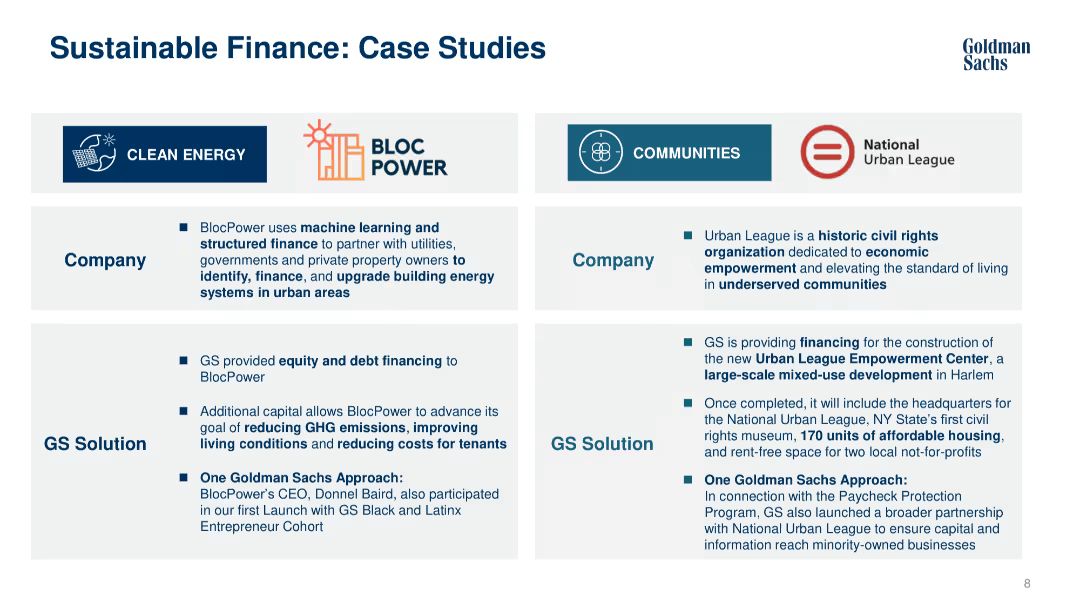 Sustainable Finance: Case Studies
Goldman
Sachs
CLEAN ENERGY
BLOC
POWER
Company
■ BlocPower uses machine learning and
structured finance to partner with utilities,
governments and private property owners to
identify, finance, and upgrade building energy
systems in urban areas
GS Solution
■ GS provided equity and debt financing to
BlocPower
■ Additional capital allows BlocPower to advance its
goal of reducing GHG emissions, improving
living conditions and reducing costs for tenants
■ One Goldman Sachs Approach:
BlocPower's CEO, Donnel Baird, also participated
in our first Launch with GS Black and Latinx
Entrepreneur Cohort
COMMUNITIES
National
Urban League
Company
■ Urban League is a historic civil rights
organization dedicated to economic
empowerment and elevating the standard of living
in underserved communities
GS Solution
■ GS is providing financing for the construction of
the new Urban League Empowerment Center, a
large-scale mixed-use development in Harlem
■ Once completed, it will include the headquarters for
the National Urban League, NY State's first civil
rights museum, 170 units of affordable housing,
and rent-free space for two local not-for-profits
■ One Goldman Sachs Approach:
In connection with the Paycheck Protection
Program, GS also launched a broader partnership
with National Urban League to ensure capital and
information reach minority-owned businesses
8